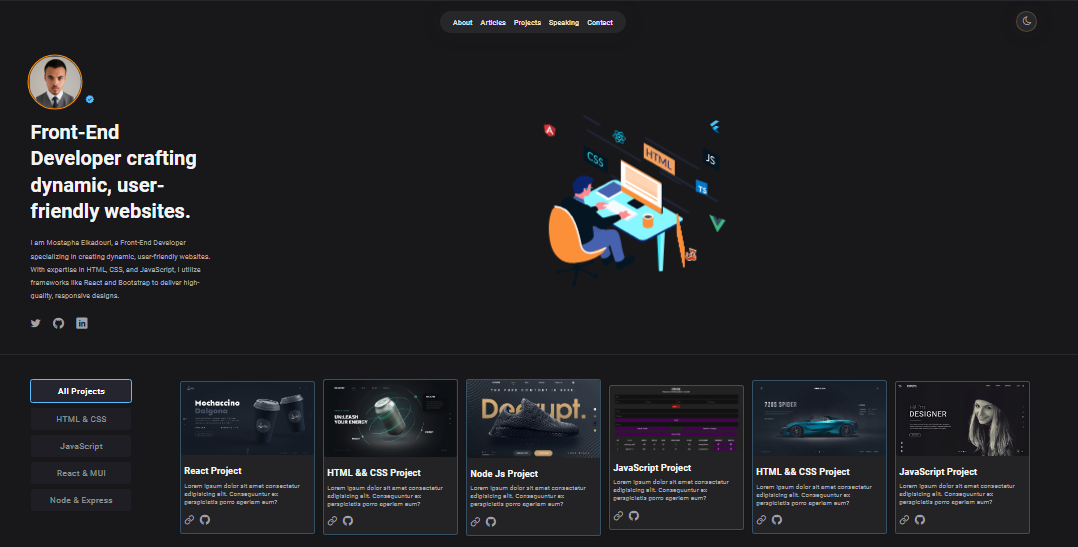 About Articles Projects Speaking Contact
Front-End
Developer crafting
dynamic, user-
friendly websites.
I am Mostapha Elkadouri, a Front-End Developer
specializing in creating dynamic, user-friendly websites.
With expertise in HTML, CSS, and JavaScript, I utilize
frameworks like React and Bootstrap to deliver high-
quality, responsive designs.
CSS
HTML
JS
TS
All Projects
HTML & CSS
JavaScript
React & MUI
Node & Express
Mochaccino
Dalgona
React Project
Lorem ipsum dolor sit amet consectetur
adipisicing elit. Consequuntur ex
perspiciatis porro aperiam eum?
UNLEASH
YOUR ENERGY
HTML && CSS Project
Lorem ipsum dolor sit amet consectetur
adipisicing elit. Consequuntur ex
perspiciatis porro aperiam eum?
Node Js Project
Lorem ipsum dolor sit amet consectetur
adipisicing elit. Consequuntur ex
perspiciatis porro aperiam eum?
JavaScript Project
Lorem ipsum dolor sit amet consectetur
adipisicing elit. Consequuntur ex
perspiciatis porro aperiam eum?
720S SPIDER
HTML && CSS Project
Lorem ipsum dolor sit amet consectetur
adipisicing elit. Consequuntur ex
perspiciatis porro aperiam eum?
DESIGNER
JavaScript Project
Lorem ipsum dolor sit amet consectetur
adipisicing elit. Consequuntur ex
perspiciatis porro aperiam eum?